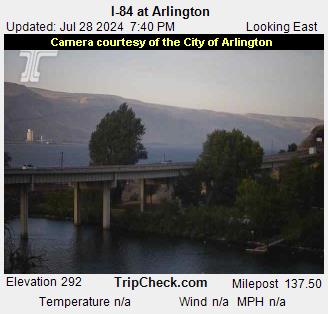 I-84 at Arlington
Updated: Jul 28 2024 7:40 PM Looking East
Camera courtesy of the City of Arlington
Elevation 292 TripCheck.com Milepost 137.50
Temperature n/a Wind n/a MPH n/a